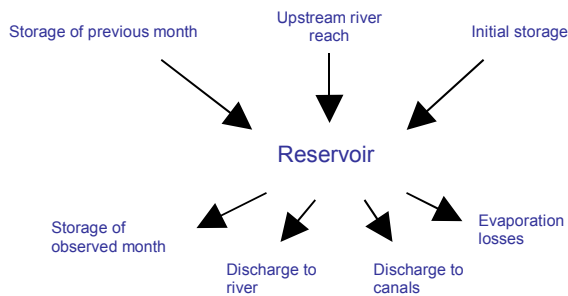 Storage of previous month
Upstream river
reach
Initial storage
Reservoir
Storage of
observed month
Discharge to
river
Discharge to
canals
Evaporation
losses